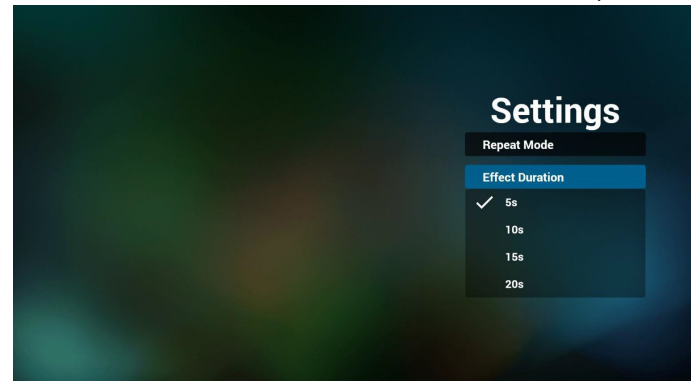 Settings
Repeat Mode
Effect Duration
5s
10s
15s
20s